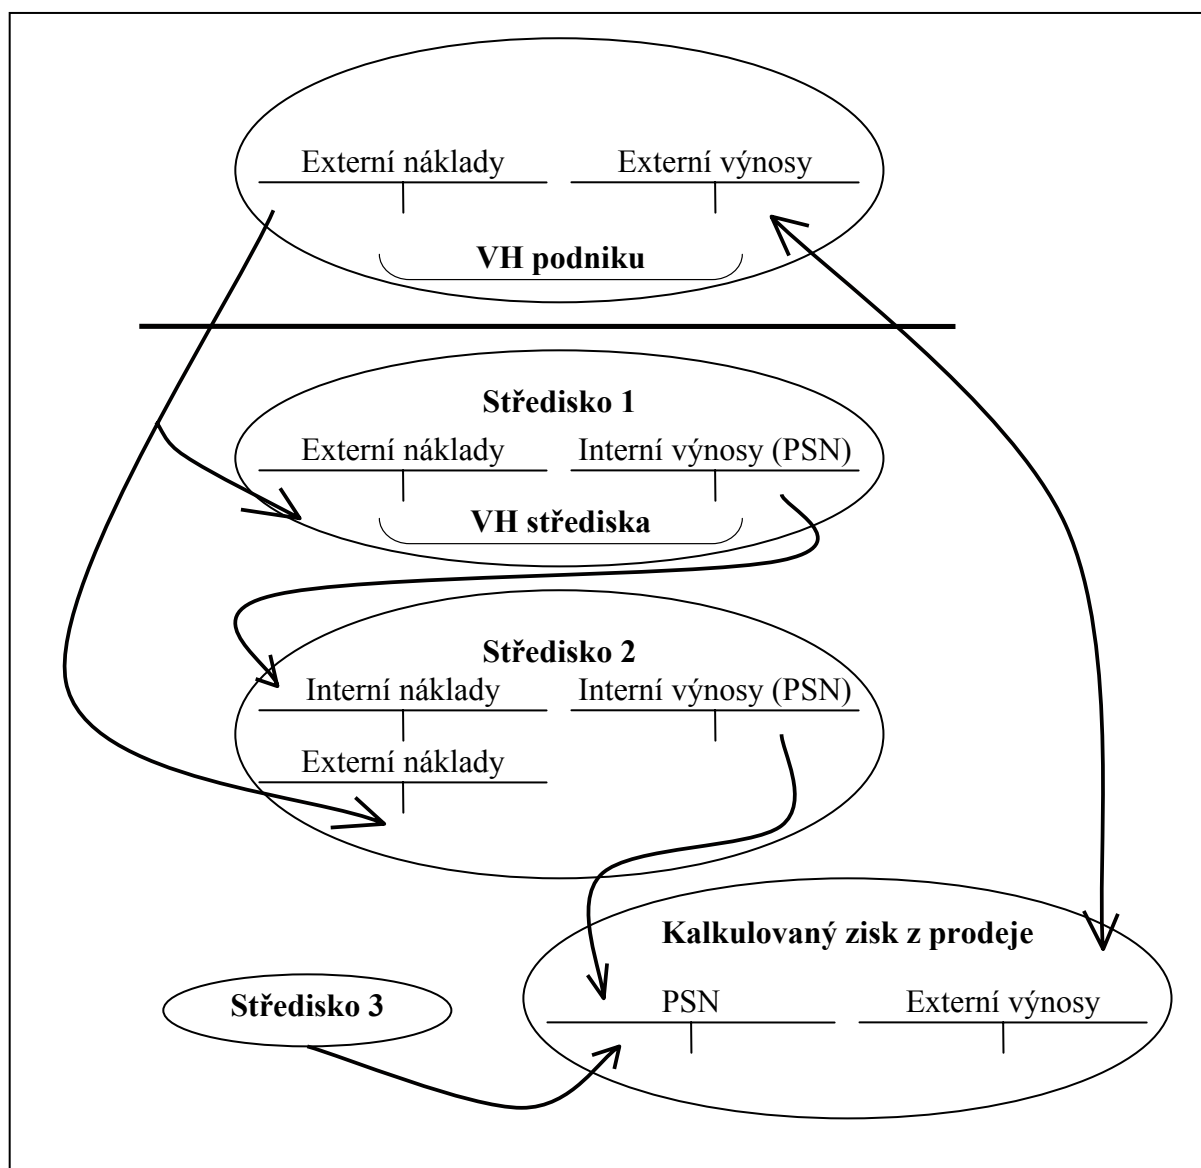 Externí náklady Externí výnosy
VH podniku
Středisko 1
Externí náklady Interní výnosy (PSN)
VH střediska
Středisko 2
Interní náklady Interní výnosy (PSN)
Externí náklady
Kalkulovaný zisk z prodeje
Středisko 3
PSN Externí výnosy